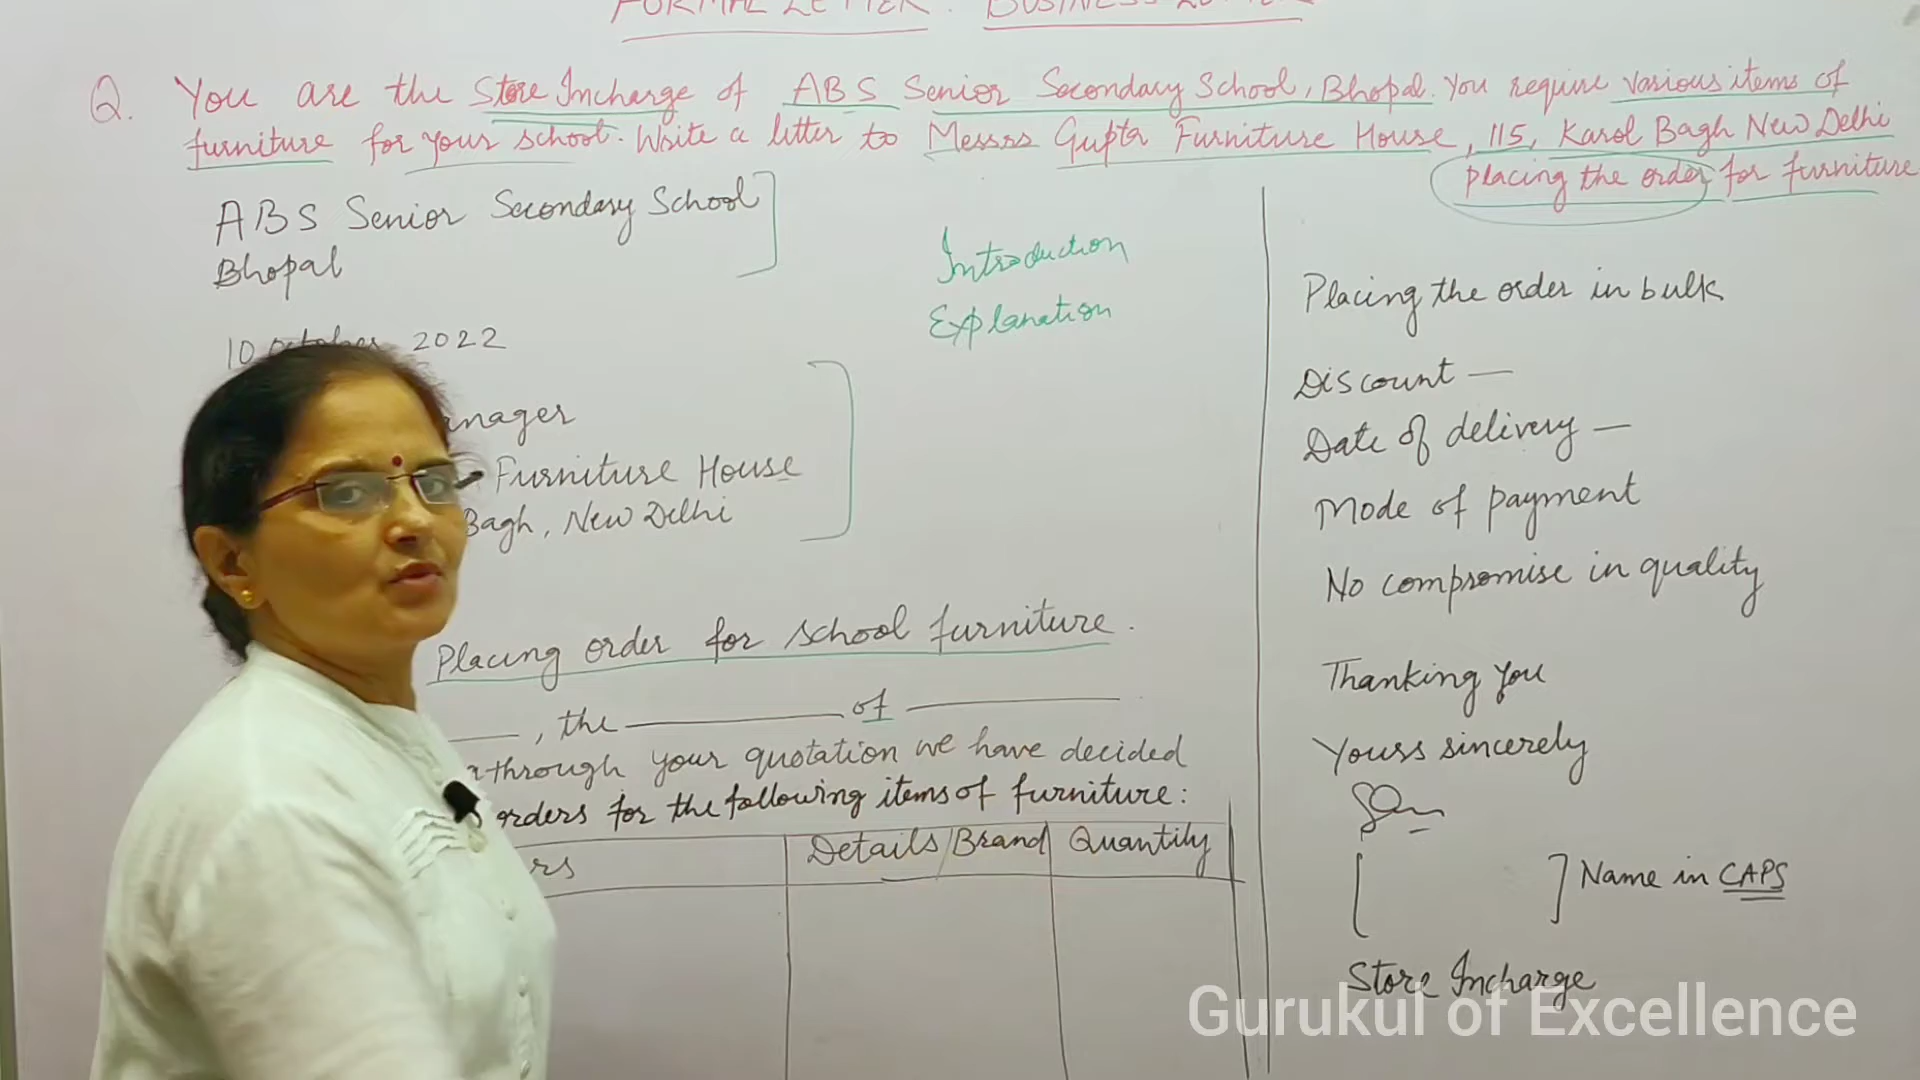 FORMAL LETTER : BUSINESS LETTER
Q. You are the Store Incharge of ABS Senior Secondary School, Bhopal. You require various items of
furniture for your school. Write a letter to Messrs Gupta Furniture House, 115, Karol Bagh New Delhi
placing the order for furniture
ABS Senior Secondary School
Bhopal
10 October 2022
anager
Furniture House
Bagh, New Delhi
Placing order for school furniture.
, the of
through your quotation we have decided
orders for the following items of furniture:
rs Details/Brand Quantity
Introduction
Explanation
Placing the order in bulk
Discount —
Date of delivery —
Mode of payment
No compromise in quality
Thanking You
Yours sincerely
[ ] Name in CAPS
Store Incharge
Gurukul of Excellence